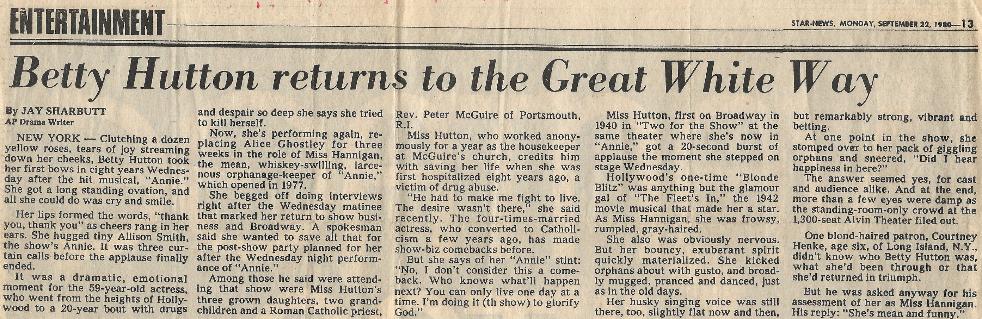 ENTERTAINMENT
STAR-NEWS, MONDAY, SEPTEMBER 22, 1980—13
Betty Hutton returns to the Great White Way
By JAY SHARBUTT
AP Drama Writer
NEW YORK — Clutching a dozen
yellow roses, tears of joy streaming
down her cheeks, Betty Hutton took
her first bows in eight years Wednes-
day after the hit musical, "Annie."
She got a long standing ovation, and
all she could do was cry and smile.
Her lips formed the words, "thank
you, thank you" as cheers rang in her
ears. She hugged tiny Allison Smith,
the show's Annie. It was three cur-
tain calls before the applause finally
ended.
It was a dramatic, emotional
moment for the 59-year-old actress,
who went from the heights of Holly-
wood to a 20-year bout with drugs
and despair so deep she says she tried
to kill herself.
Now, she's performing again, re-
placing Alice Ghostley for three
weeks in the role of Miss Hannigan,
the mean, whiskey-swilling, larce-
nous orphanage-keeper of "Annie,"
which opened in 1977.
She begged off doing interviews
right after the Wednesday matinee
that marked her return to show busi-
ness and Broadway. A spokesman
said she wanted to save all that for
the post-show party planned for her
after the Wednesday night perform-
ance of "Annie."
Among those he said were attend-
ing that show were Miss Hutton's
three grown daughters, two grand-
children and a Roman Catholic priest,
Rev. Peter McGuire of Portsmouth,
R.I.
Miss Hutton, who worked anony-
mously for a year as the housekeeper
at McGuire's church, credits him
with saving her life when she was
first hospitalized eight years ago, a
victim of drug abuse.
"He had to make me fight to live.
The desire wasn't there," she said
recently. The four-times-married
actress, who converted to Catholi-
cism a few years ago, has made
show-biz comebacks before.
But she says of her "Annie" stint:
"No, I don't consider this a come-
back. Who knows what'll happen
next? You can only live one day at a
time. I'm doing it (th show) to glorify
God."
Miss Hutton, first on Broadway in
1940 in "Two for the Show" at the
same theater where she's now in
"Annie," got a 20-second burst of
applause the moment she stepped on
stage Wednesday.
Hollywood's one-time "Blonde
Blitz" was anything but the glamour
gal of "The Fleet's In," the 1942
movie musical that made her a star.
As Miss Hannigan, she was frowsy,
rumpled, gray-haired.
She also was obviously nervous.
But her bouncy, exuberant spirit
quickly materialized. She kicked
orphans about with gusto, and broad-
ly mugged, pranced and danced, just
as in the old days.
Her husky singing voice was still
there, too, slightly flat now and then,
but remarkably strong, vibrant and
belting.
At one point in the show, she
stomped over to her pack of giggling
orphans and sneered, "Did I hear
happiness in here?"
The answer seemed yes, for cast
and audience alike. And at the end,
more than a few eyes were damp as
the standing-room-only crowd at the
1,300-seat Alvin Theater filed out.
One blond-haired patron, Courtney
Henke, age six, of Long Island, N.Y.,
didn't know who Betty Hutton was,
what she'd been through or that
she'd returned in triumph.
But he was asked anyway for his
assessment of her as Miss Hannigan.
His reply: "She's mean and funny."